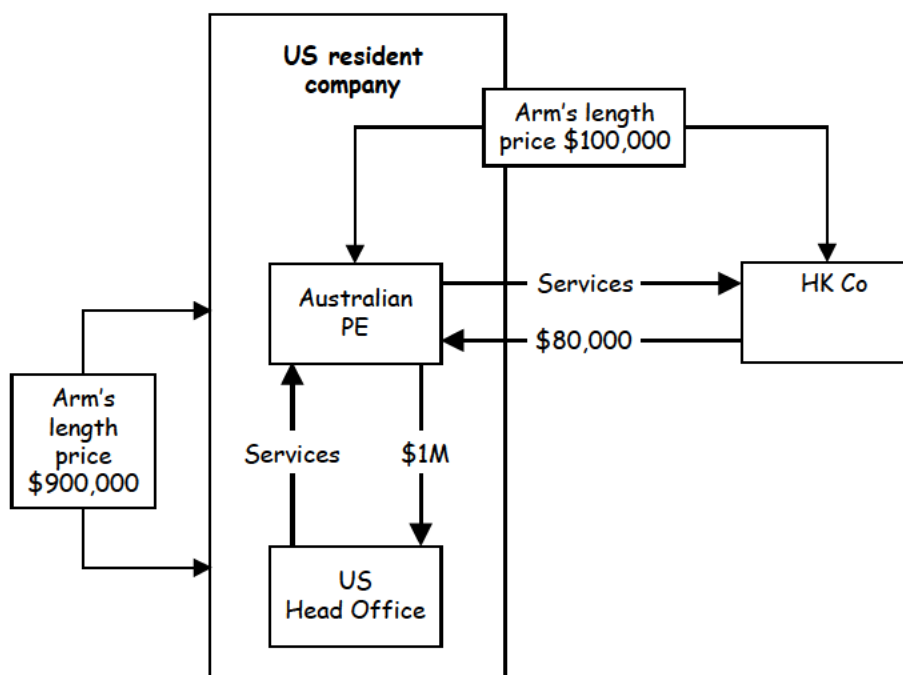 US resident
company
Arm's length
price $100,000
Australian
PE
Services
HK Co
$80,000
Arm's
length
price
$900,000
Services
$1M
US
Head Office